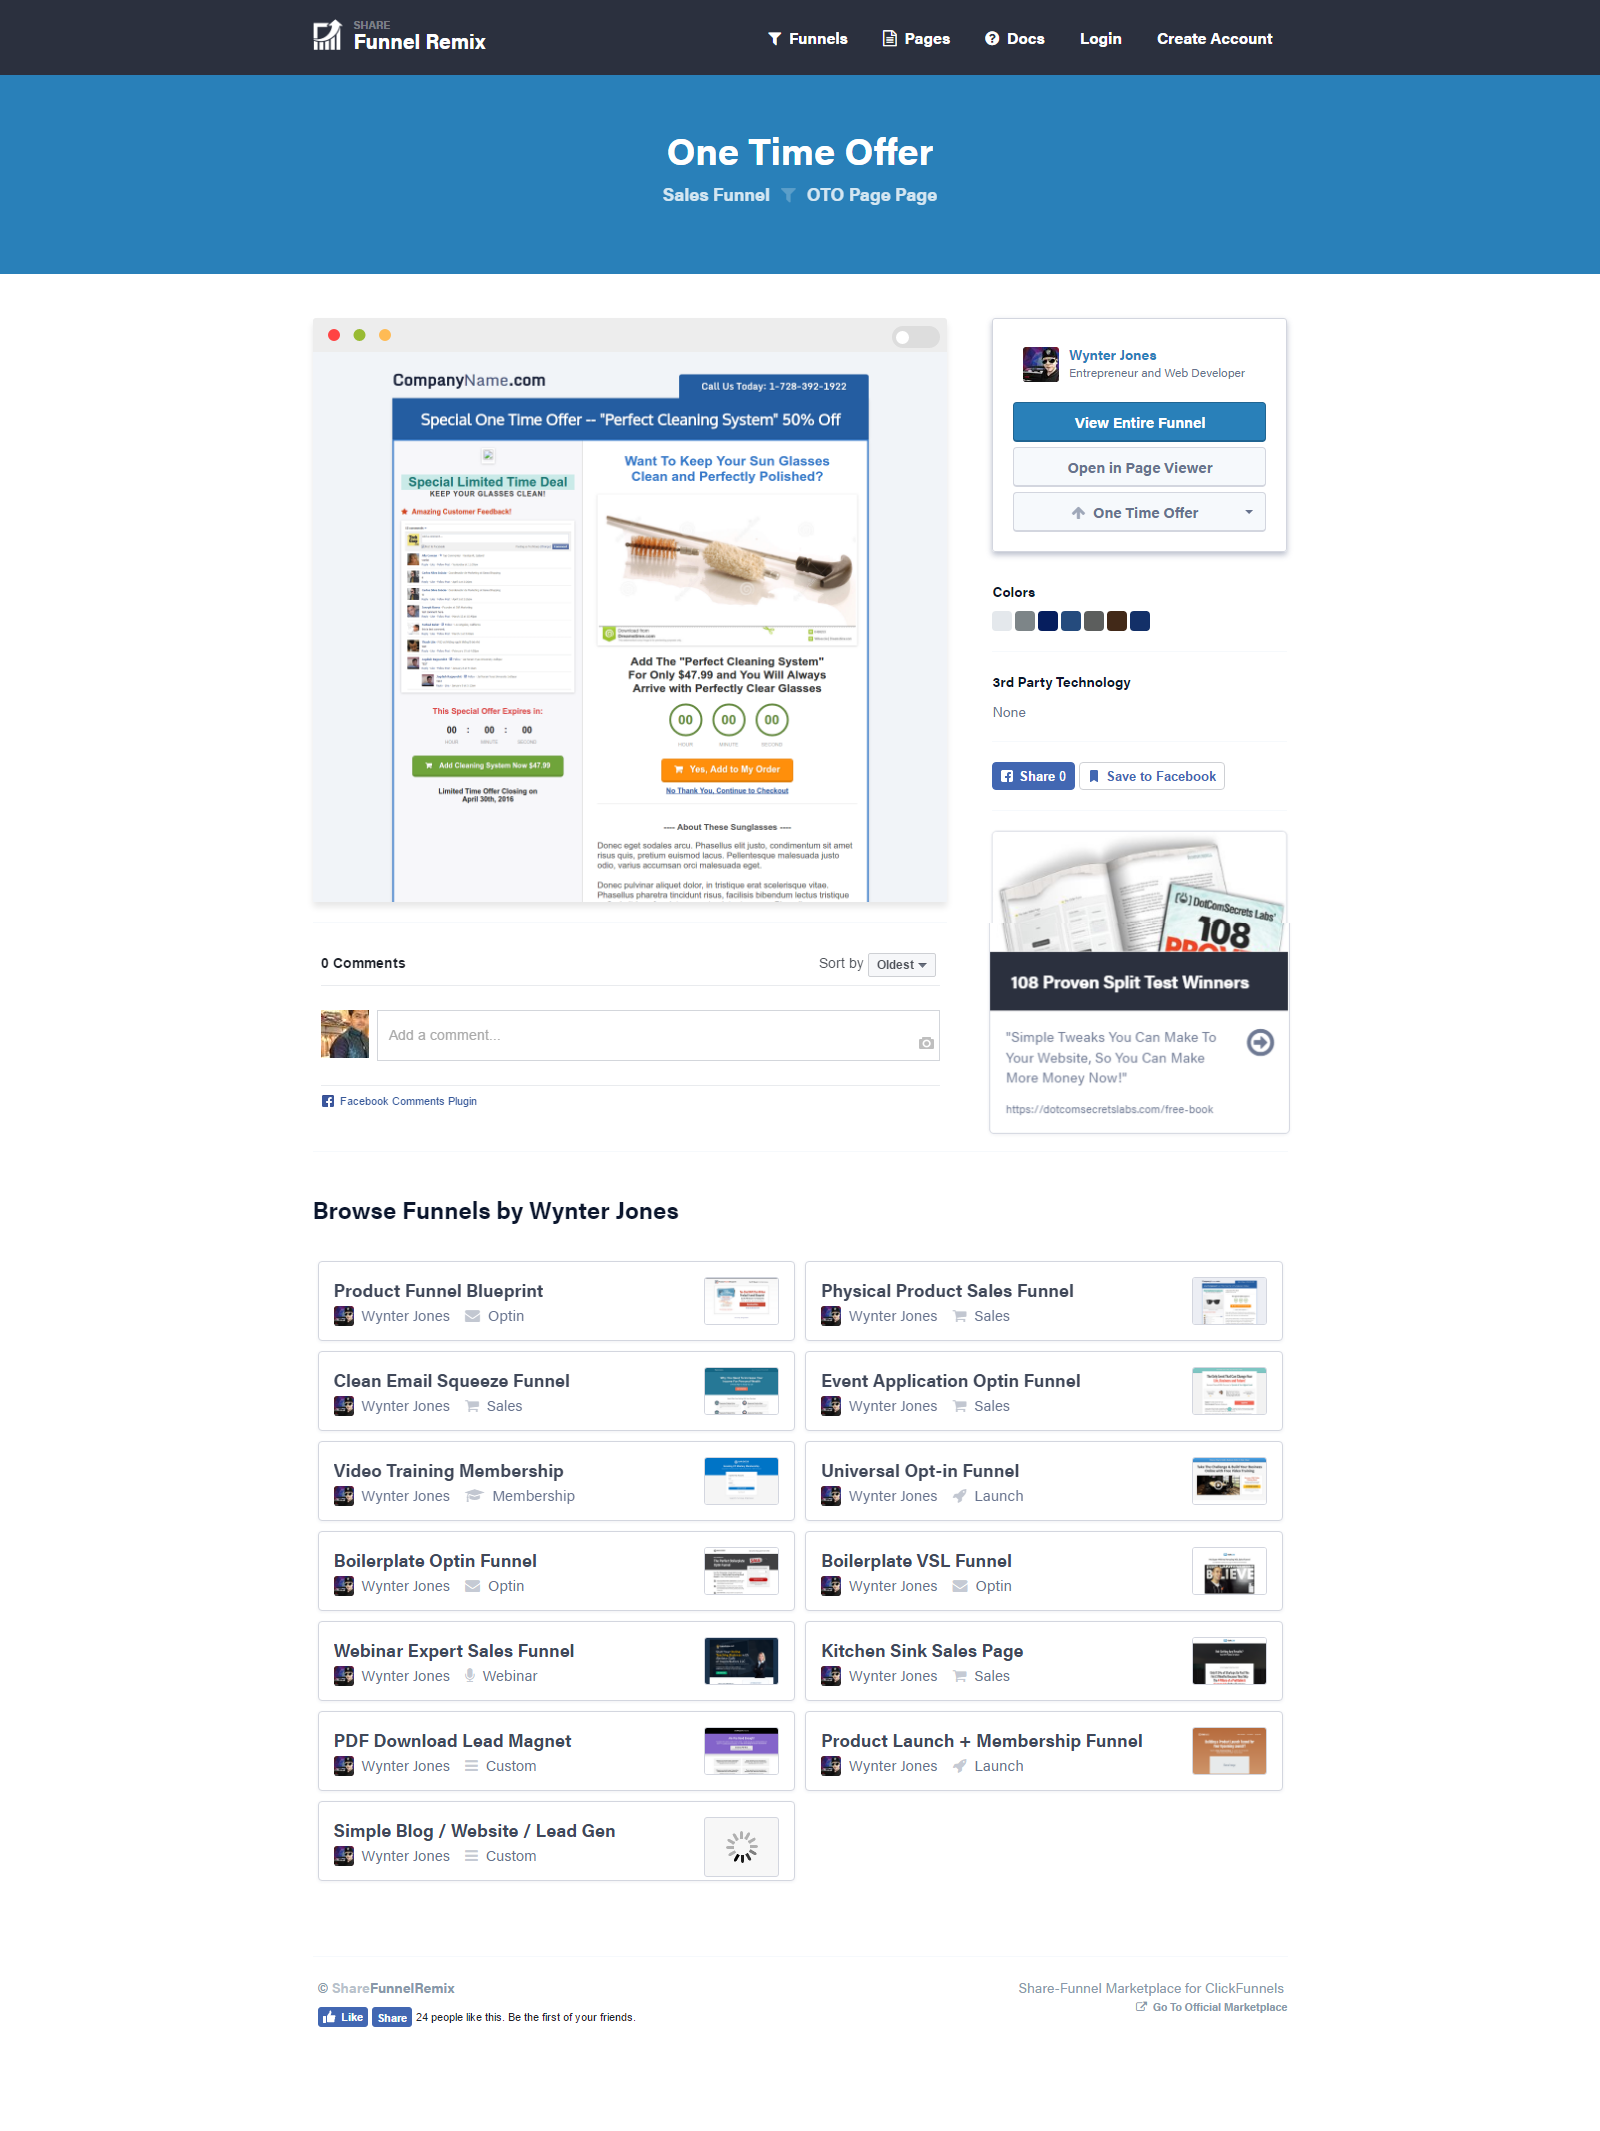 SHARE
Funnel Remix
Funnels
Pages
Docs
Login
Create Account
One Time Offer
Sales Funnel OTO Page Page
CompanyName.com
Call Us Today: 1-728-392-1922
Special One Time Offer -- "Perfect Cleaning System" 50% Off
Special Limited Time Deal
KEEP YOUR GLASSES CLEAN!
Amazing Customer Feedback!
This Special Offer Expires in:
00 : 00 : 00
HOUR MINUTE SECOND
Add Cleaning System Now $47.99
Limited Time Offer Closing on
April 30th, 2016
Want To Keep Your Sun Glasses
Clean and Perfectly Polished?
Download from
Dreamstime.com
Add The "Perfect Cleaning System"
For Only $47.99 and You Will Always
Arrive with Perfectly Clear Glasses
00 00 00
HOUR MINUTE SECOND
Yes, Add to My Order
No Thank You, Continue to Checkout
---- About These Sunglasses ----
Donec eget sodales arcu. Phasellus elit justo, condimentum sit amet
risus quis, pretium euismod lacus. Pellentesque malesuada justo
odio, varius accumsan orci malesuada eget.
Donec pulvinar aliquet dolor, in tristique erat scelerisque vitae.
Phasellus pharetra tincidunt risus, facilisis bibendum lectus tristique
Wynter Jones
Entrepreneur and Web Developer
View Entire Funnel
Open in Page Viewer
One Time Offer
Colors
3rd Party Technology
None
Share 0
Save to Facebook
DotComSecrets Labs'
108
PROVEN
108 Proven Split Test Winners
"Simple Tweaks You Can Make To
Your Website, So You Can Make
More Money Now!"
https://dotcomsecretslabs.com/free-book
0 Comments
Sort by Oldest
Add a comment...
Facebook Comments Plugin
Browse Funnels by Wynter Jones
Product Funnel Blueprint
Wynter Jones Optin
Physical Product Sales Funnel
Wynter Jones Sales
Clean Email Squeeze Funnel
Wynter Jones Sales
Event Application Optin Funnel
Wynter Jones Sales
Video Training Membership
Wynter Jones Membership
Universal Opt-in Funnel
Wynter Jones Launch
Boilerplate Optin Funnel
Wynter Jones Optin
Boilerplate VSL Funnel
Wynter Jones Optin
Webinar Expert Sales Funnel
Wynter Jones Webinar
Kitchen Sink Sales Page
Wynter Jones Sales
PDF Download Lead Magnet
Wynter Jones Custom
Product Launch + Membership Funnel
Wynter Jones Launch
Simple Blog / Website / Lead Gen
Wynter Jones Custom
© ShareFunnelRemix
Like Share 24 people like this. Be the first of your friends.
Share-Funnel Marketplace for ClickFunnels
Go To Official Marketplace